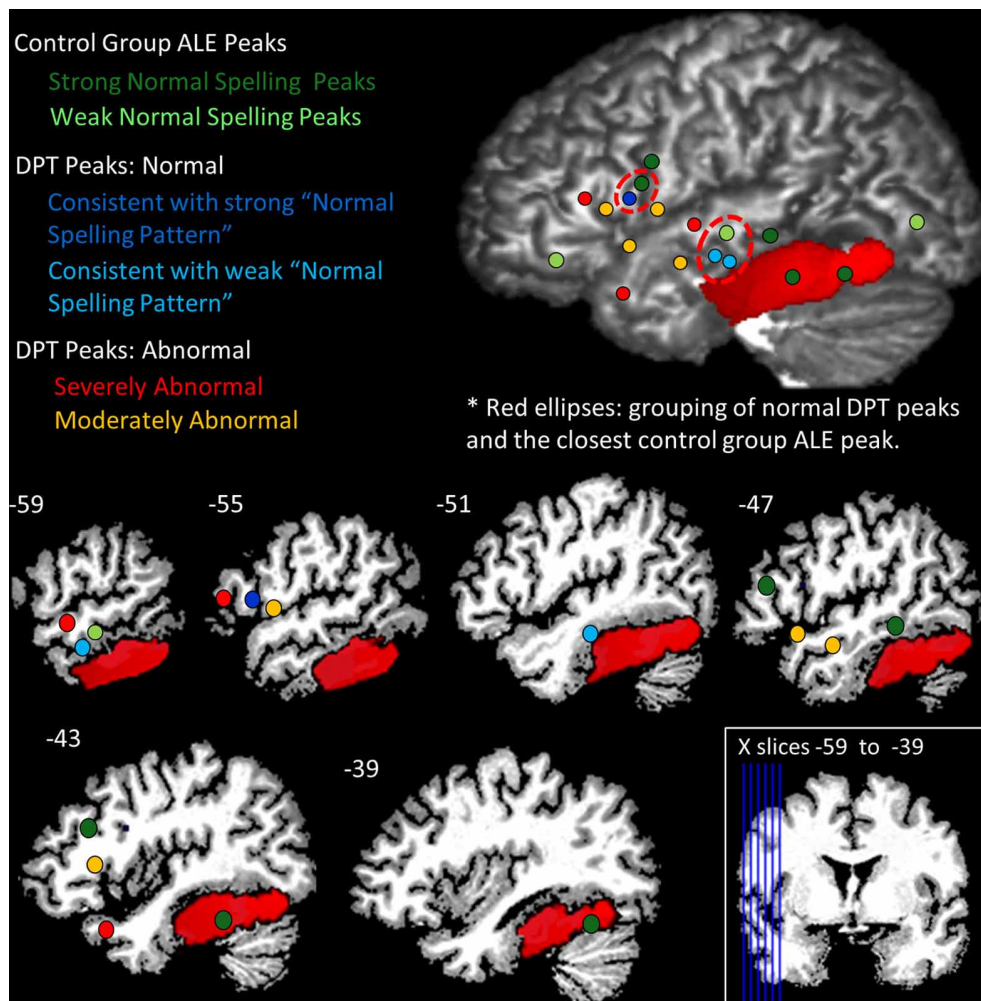 Control Group ALE Peaks
Strong Normal Spelling Peaks
Weak Normal Spelling Peaks
DPT Peaks: Normal
Consistent with strong “Normal
Spelling Pattern”
Consistent with weak “Normal
Spelling Pattern”
DPT Peaks: Abnormal
Severely Abnormal
Moderately Abnormal
* Red ellipses: grouping of normal DPT peaks
and the closest control group ALE peak.
-59
-55
-51
-47
-43
-39
X slices -59 to -39